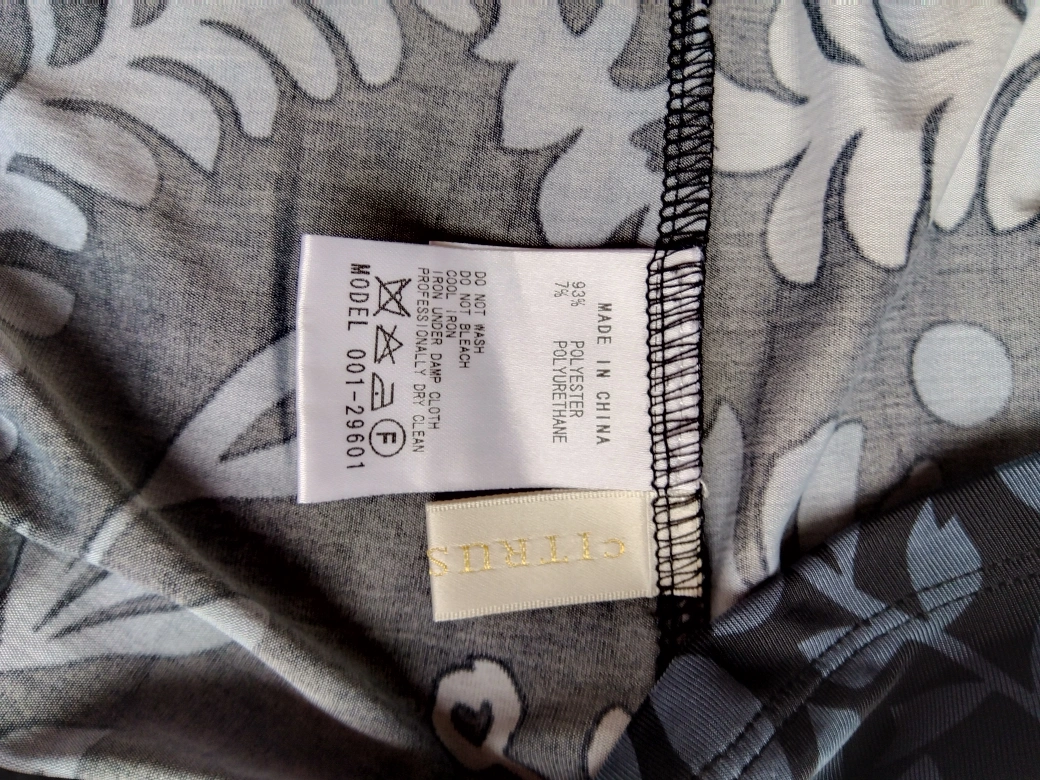 MADE IN CHINA
93% POLYESTER
7% POLYURETHANE
DO NOT WASH
DO NOT BLEACH
COOL IRON
IRON UNDER DAMP CLOTH
PROFESSIONALLY DRY CLEAN
F
MODEL 001-29601
CITRUS